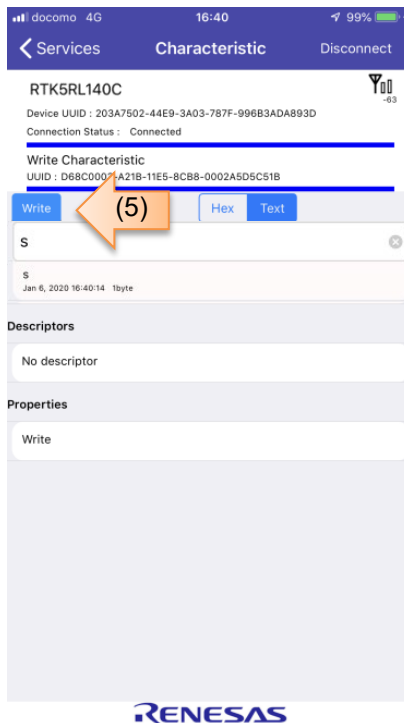 docomo 4G 16:40 99%
Services Characteristic Disconnect
RTK5RL140C
-63
Device UUID : 203A7502-44E9-3A03-787F-996B3ADA893D
Connection Status : Connected
Write Characteristic
UUID : D68C0002-A21B-11E5-8CB8-0002A5D5C51B
Write (5) Hex Text
S
S
Jan 6, 2020 16:40:14 1byte
Descriptors
No descriptor
Properties
Write
RENESAS